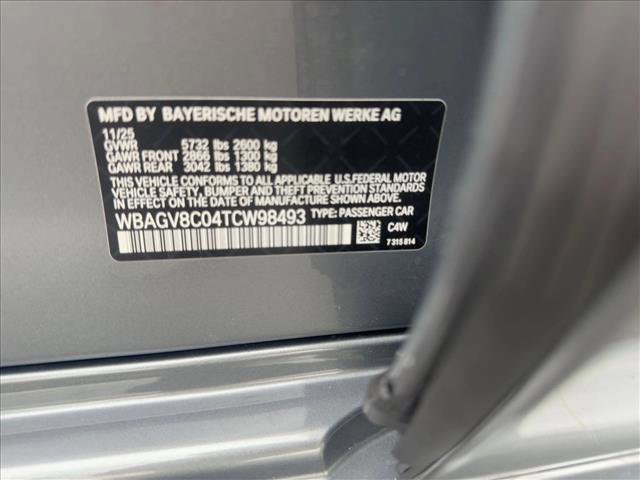 MFD BY BAYERISCHE MOTOREN WERKE AG
11/25
GVWR 5732 lbs 2600 kg
GAWR FRONT 2866 lbs 1300 kg
GAWR REAR 3042 lbs 1380 kg
THIS VEHICLE CONFORMS TO ALL APPLICABLE U.S.FEDERAL MOTOR
VEHICLE SAFETY, BUMPER, AND THEFT PREVENTION STANDARDS
IN EFFECT ON THE DATE OF MANUFACTURE SHOWN ABOVE.
WBAGV8C04TCW98493 TYPE: PASSENGER CAR
C4W
7 315 814